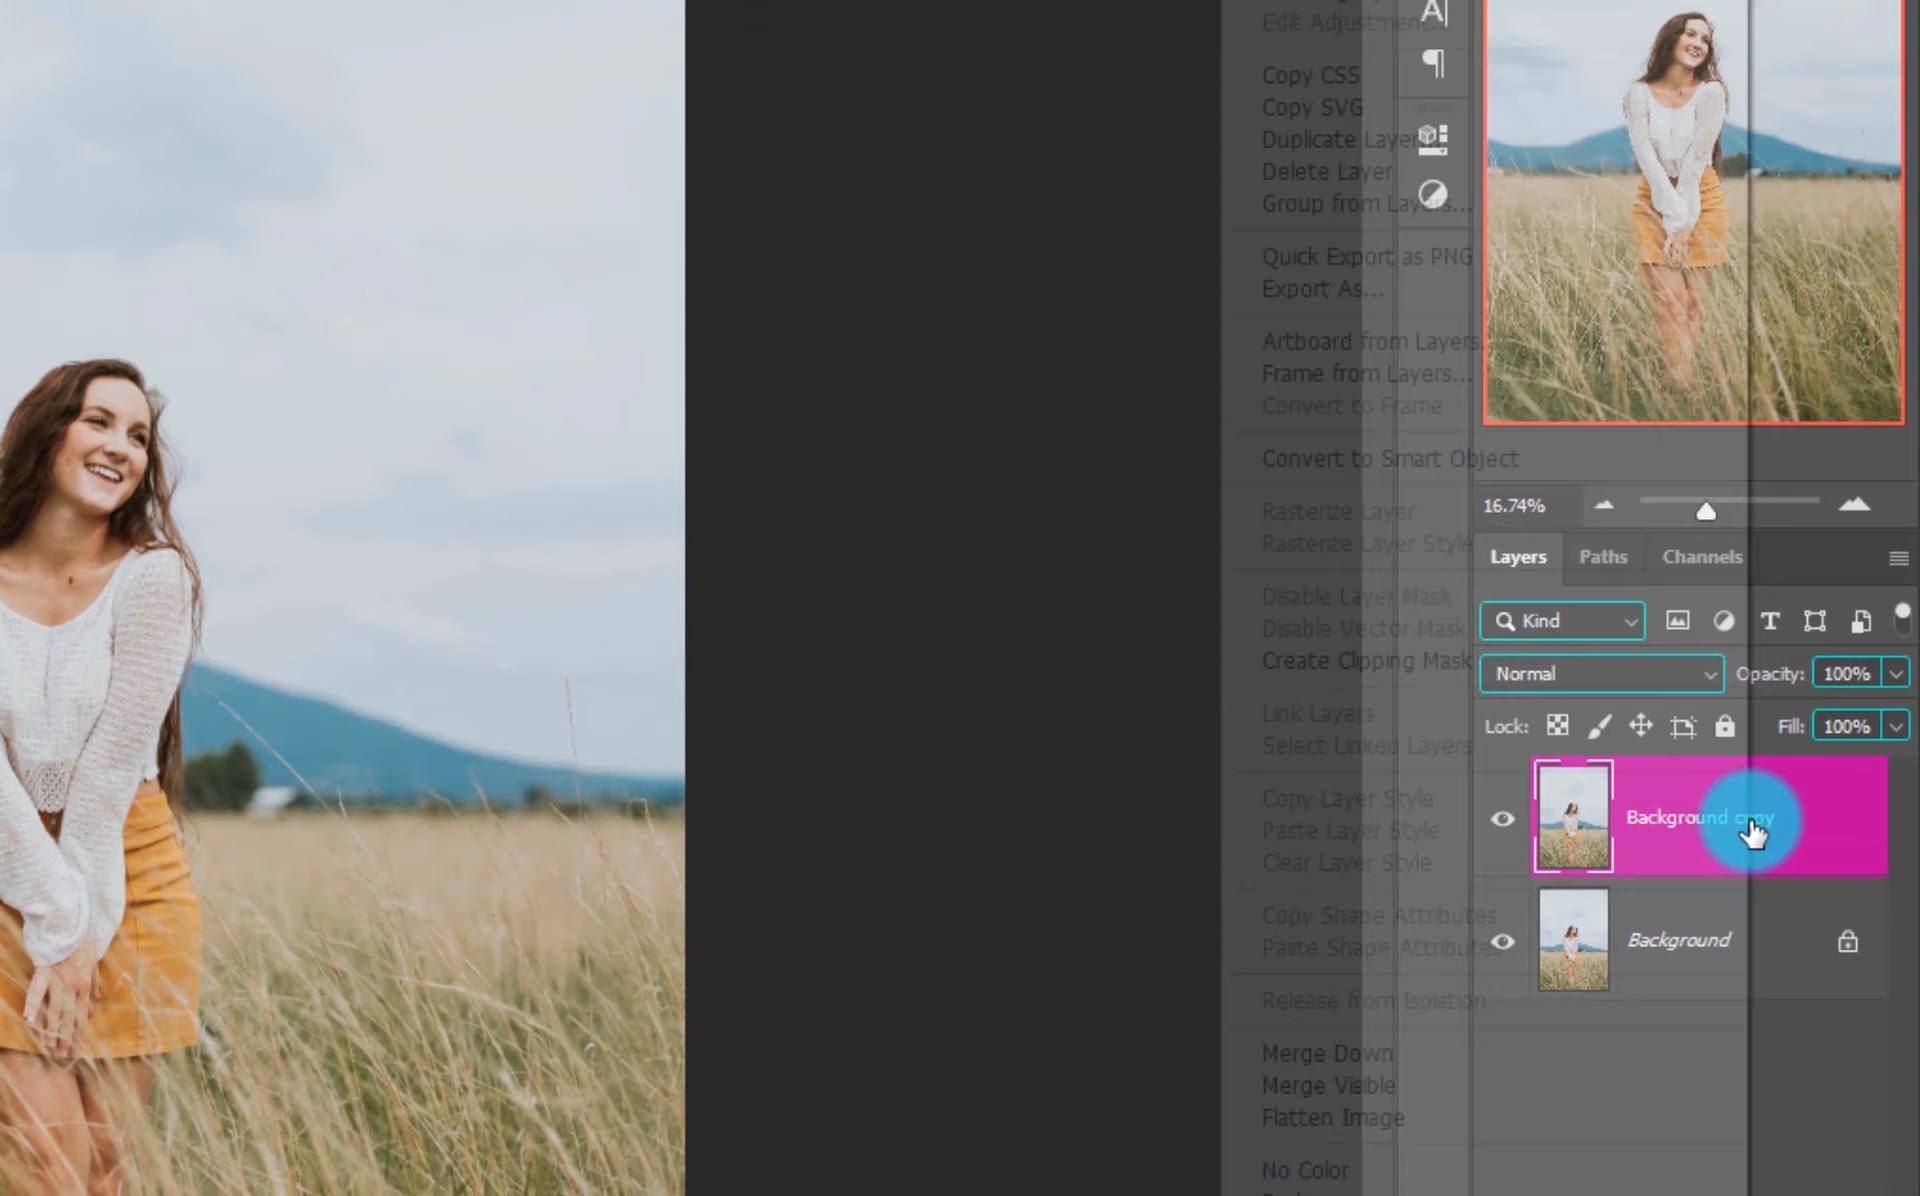 Edit Adjustment...
Copy CSS
Copy SVG
Duplicate Layer...
Delete Layer
Group from Layers...
Quick Export as PNG
Export As...
Artboard from Layers...
Frame from Layers...
Convert to Frame
Convert to Smart Object
Rasterize Layer
Rasterize Layer Style
Disable Layer Mask
Disable Vector Mask
Create Clipping Mask
Link Layers
Select Linked Layers
Copy Layer Style
Paste Layer Style
Clear Layer Style
Copy Shape Attributes
Paste Shape Attributes
Release from Isolation
Merge Down
Merge Visible
Flatten Image
No Color
A
16.74%
Layers Paths Channels
Kind
T
Normal Opacity: 100%
Lock: Fill: 100%
Background copy
Background